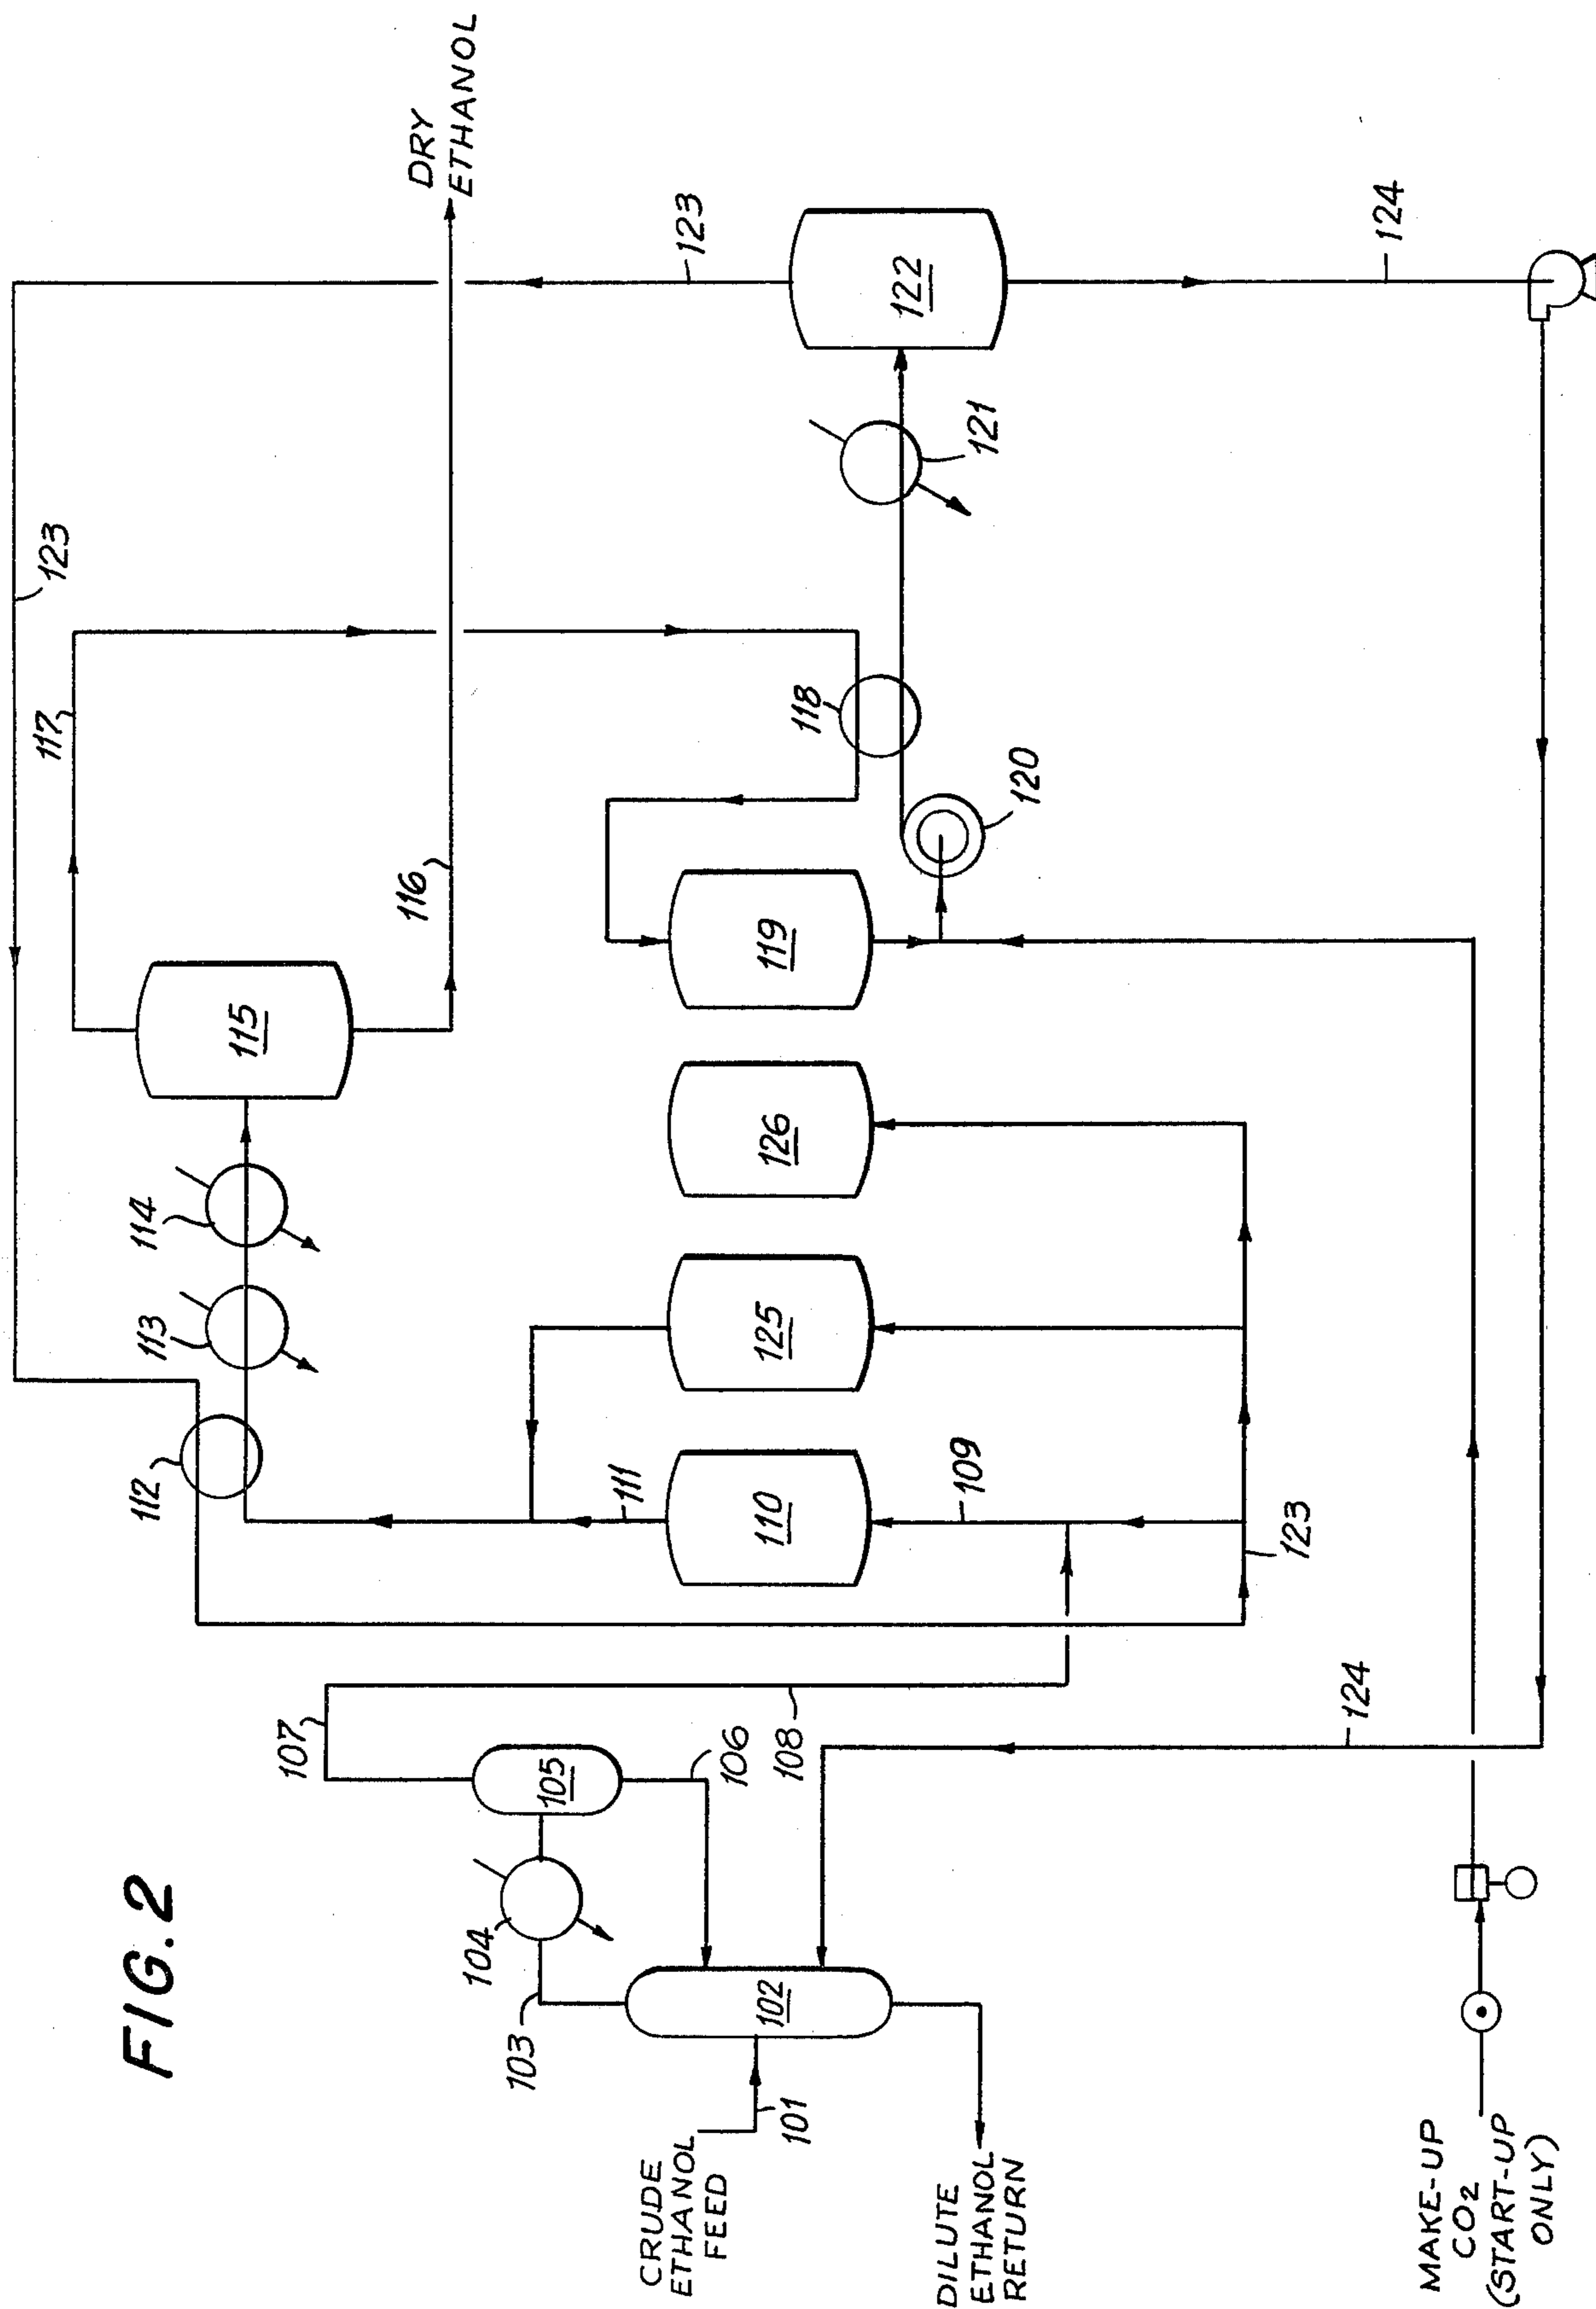 FIG. 2
CRUDE
ETHANOL
FEED
101
102
103
104
105
106
107
108
DILUTE
ETHANOL
RETURN
MAKE-UP
CO2
(START-UP
ONLY)
109
110
111
112
113
114
115
116
117
118
119
120
121
122
123
123
123
124
124
125
126
DRY
ETHANOL